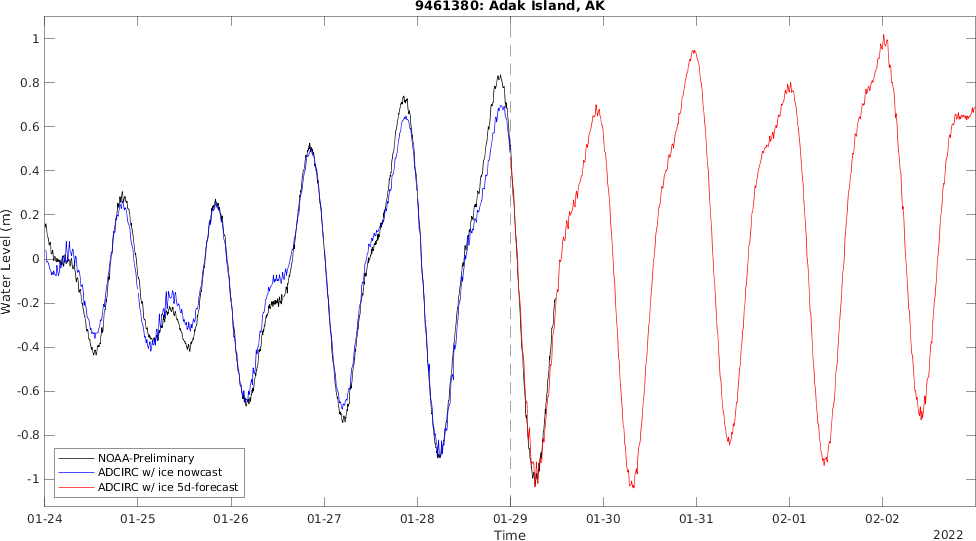 9461380: Adak Island, AK
Water Level (m)
1
0.8
0.6
0.4
0.2
0
-0.2
-0.4
-0.6
-0.8
-1
NOAA-Preliminary
ADCIRC w/ ice nowcast
ADCIRC w/ ice 5d-forecast
01-24 01-25 01-26 01-27 01-28 01-29 01-30 01-31 02-01 02-02
Time
2022